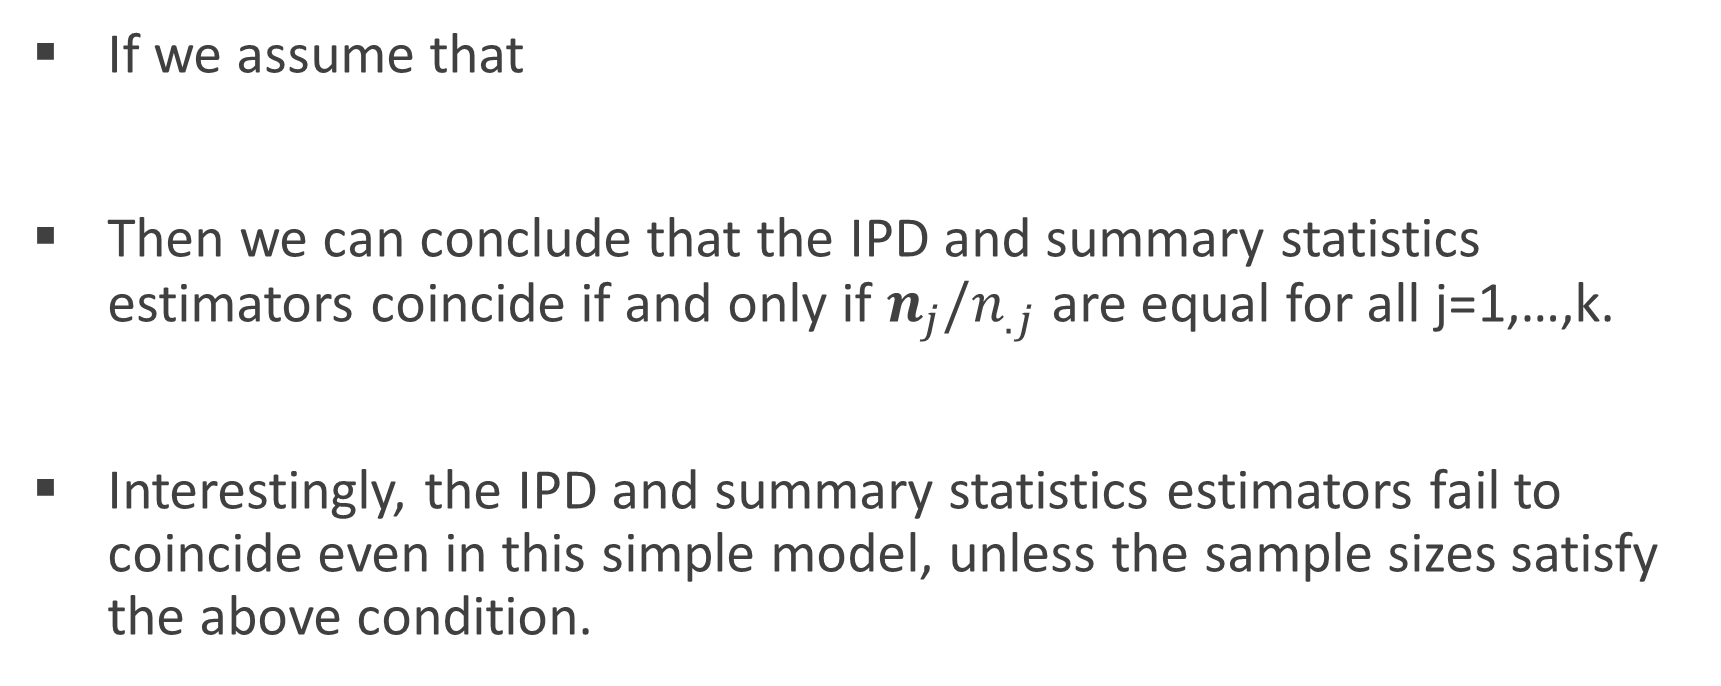 ▪ If we assume that
▪ Then we can conclude that the IPD and summary statistics
estimators coincide if and only if 𝒏ⱼ/n.ⱼ are equal for all j=1,…,k.
▪ Interestingly, the IPD and summary statistics estimators fail to
coincide even in this simple model, unless the sample sizes satisfy
the above condition.